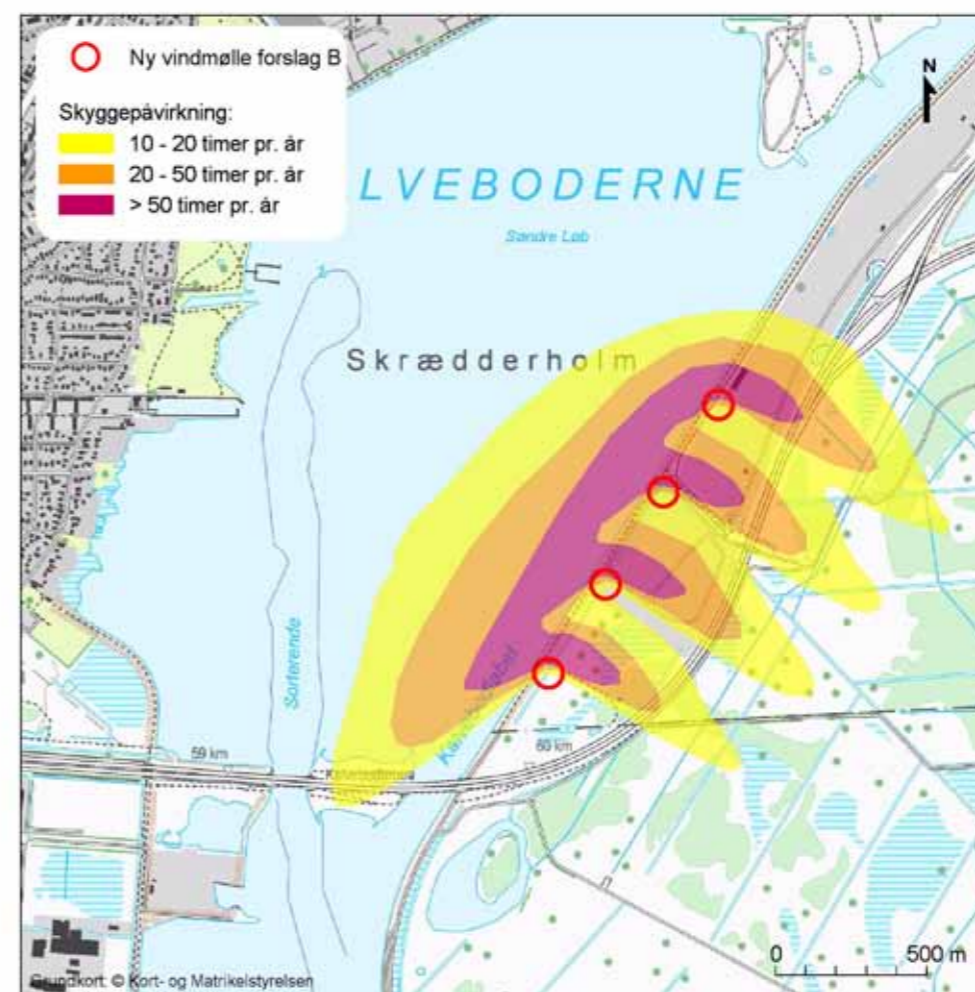 Ny vindmølle forslag B
Skyggepåvirkning:
10 - 20 timer pr. år
20 - 50 timer pr. år
> 50 timer pr. år
N
LVEBODERNE
Søndre Løb
Skrædderholm
Sorterende
59 km
60 km
0 500 m
Grundkort: © Kort- og Matrikelstyrelsen